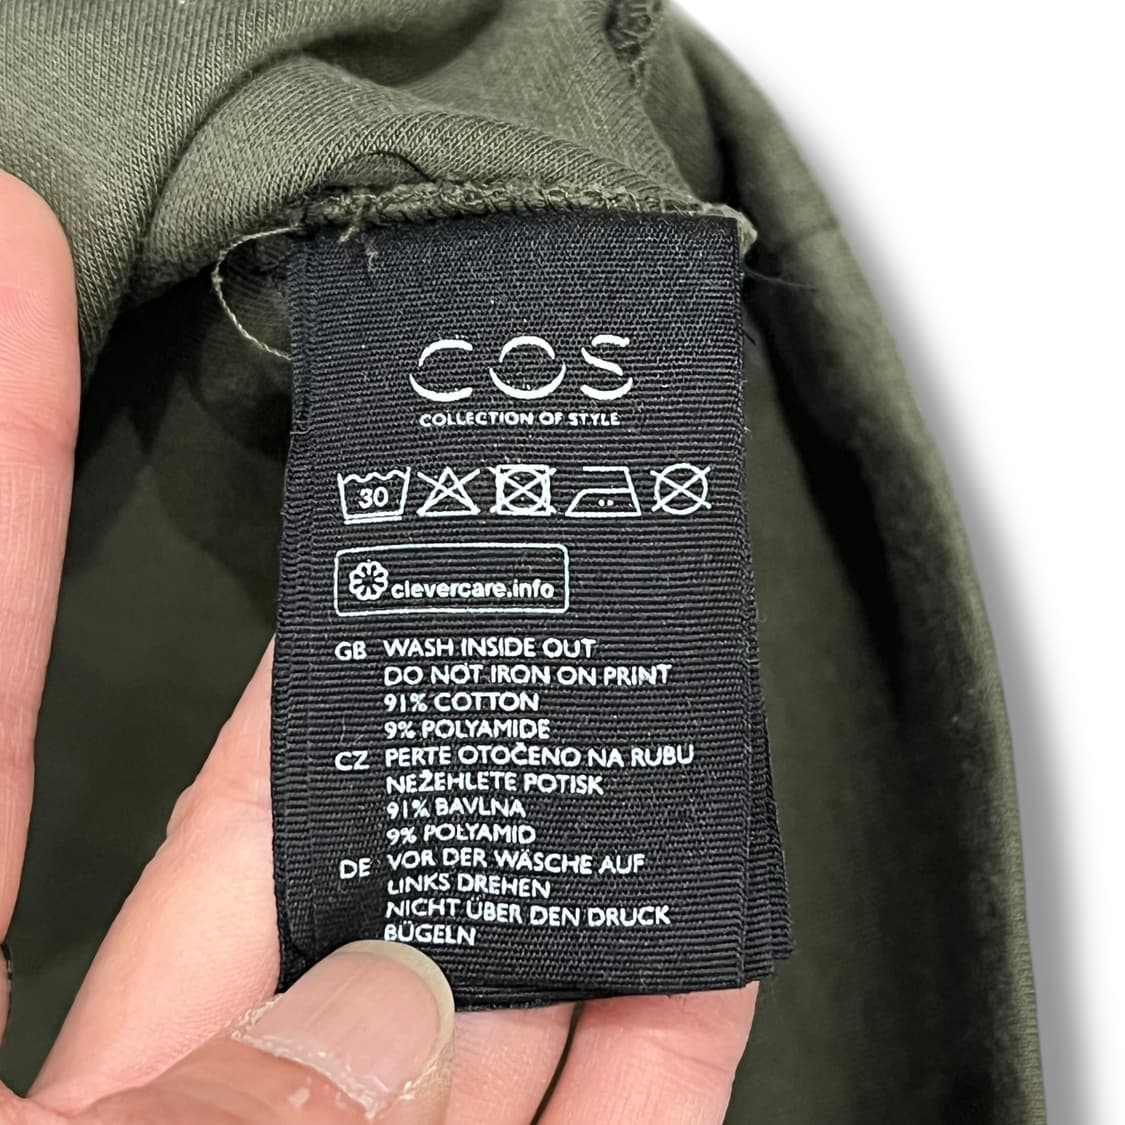 COS
COLLECTION OF STYLE
30
clevercare.info
GB WASH INSIDE OUT
DO NOT IRON ON PRINT
91% COTTON
9% POLYAMIDE
CZ PERTE OTOČENO NA RUBU
NEŽEHLETE POTISK
91% BAVLNA
9% POLYAMID
DE VOR DER WÄSCHE AUF
LINKS DREHEN
NICHT ÜBER DEN DRUCK
BÜGELN